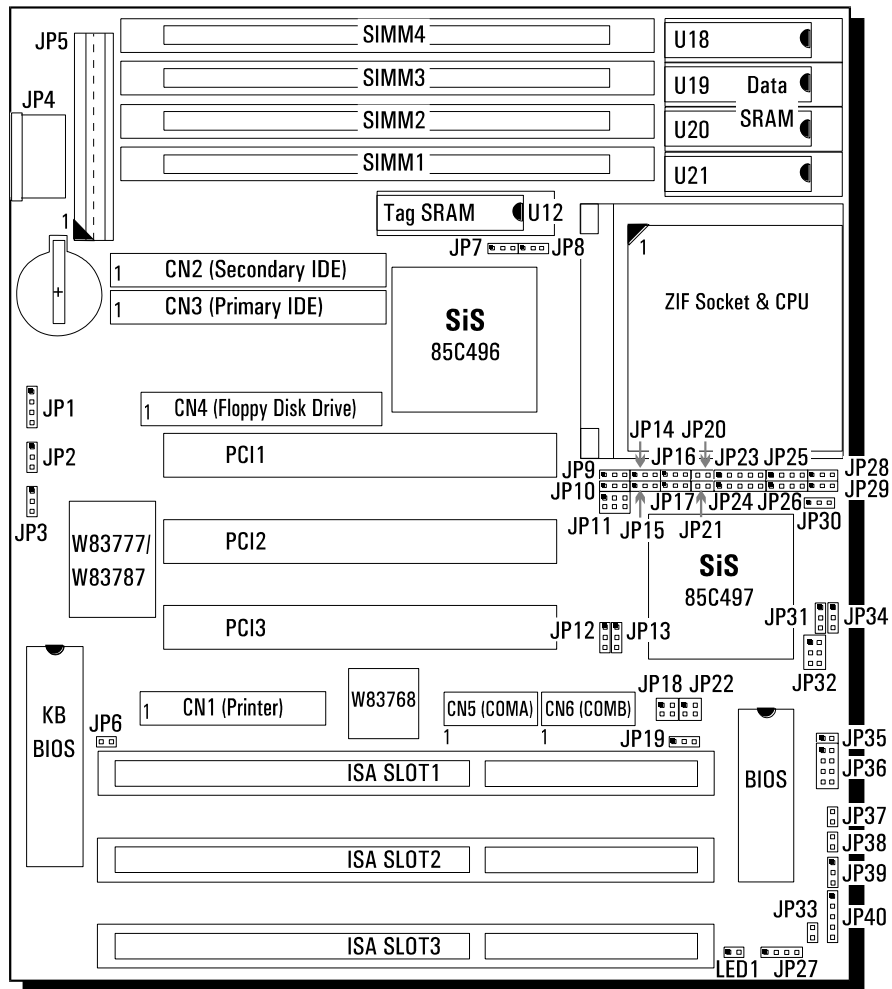 JP5
SIMM4
U18
SIMM3
U19 Data
JP4
SIMM2
SRAM
U20
SIMM1
U21
1
Tag SRAM
U12
JP7
JP8
1
1 CN2 (Secondary IDE)
+
1 CN3 (Primary IDE)
ZIF Socket & CPU
SiS
85C496
JP1
1 CN4 (Floppy Disk Drive)
JP14 JP20
JP2
PCI1
JP9
JP16
JP23
JP25
JP28
JP10
JP29
JP3
JP11
JP17
JP24
JP26
JP30
JP15
JP21
W83777/
W83787
PCI2
SiS
85C497
JP31
JP34
PCI3
JP12
JP13
JP32
KB
BIOS
1 CN1 (Printer)
W83768
CN5 (COMA)
CN6 (COMB)
1
1
JP18 JP22
JP6
JP19
JP35
JP36
ISA SLOT1
BIOS
JP37
JP38
ISA SLOT2
JP39
JP33
JP40
ISA SLOT3
LED1
JP27